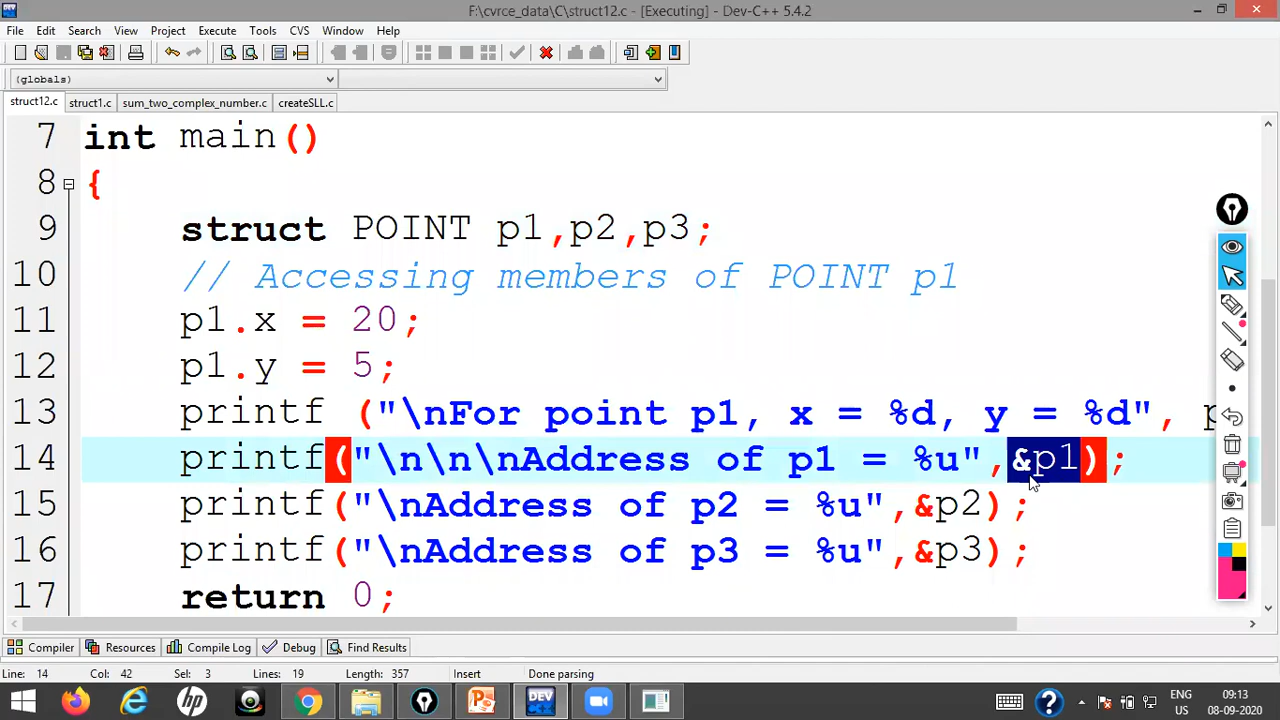 F:\cvrce_data\C\struct12.c - [Executing] - Dev-C++ 5.4.2
File Edit Search View Project Execute Tools CVS Window Help
(globals)
struct12.c struct1.c sum_two_complex_number.c createSLL.c
7 int main()
8 {
9 struct POINT p1,p2,p3;
10 // Accessing members of POINT p1
11 p1.x = 20;
12 p1.y = 5;
13 printf ("\nFor point p1, x = %d, y = %d", p
14 printf("\n\n\nAddress of p1 = %u",&p1);
15 printf("\nAddress of p2 = %u",&p2);
16 printf("\nAddress of p3 = %u",&p3);
17 return 0;
Compiler Resources Compile Log Debug Find Results
Line: 14 Col: 42 Sel: 3 Lines: 19 Length: 357 Insert Done parsing
hp DEV C++ ENG 09:13
US 08-09-2020